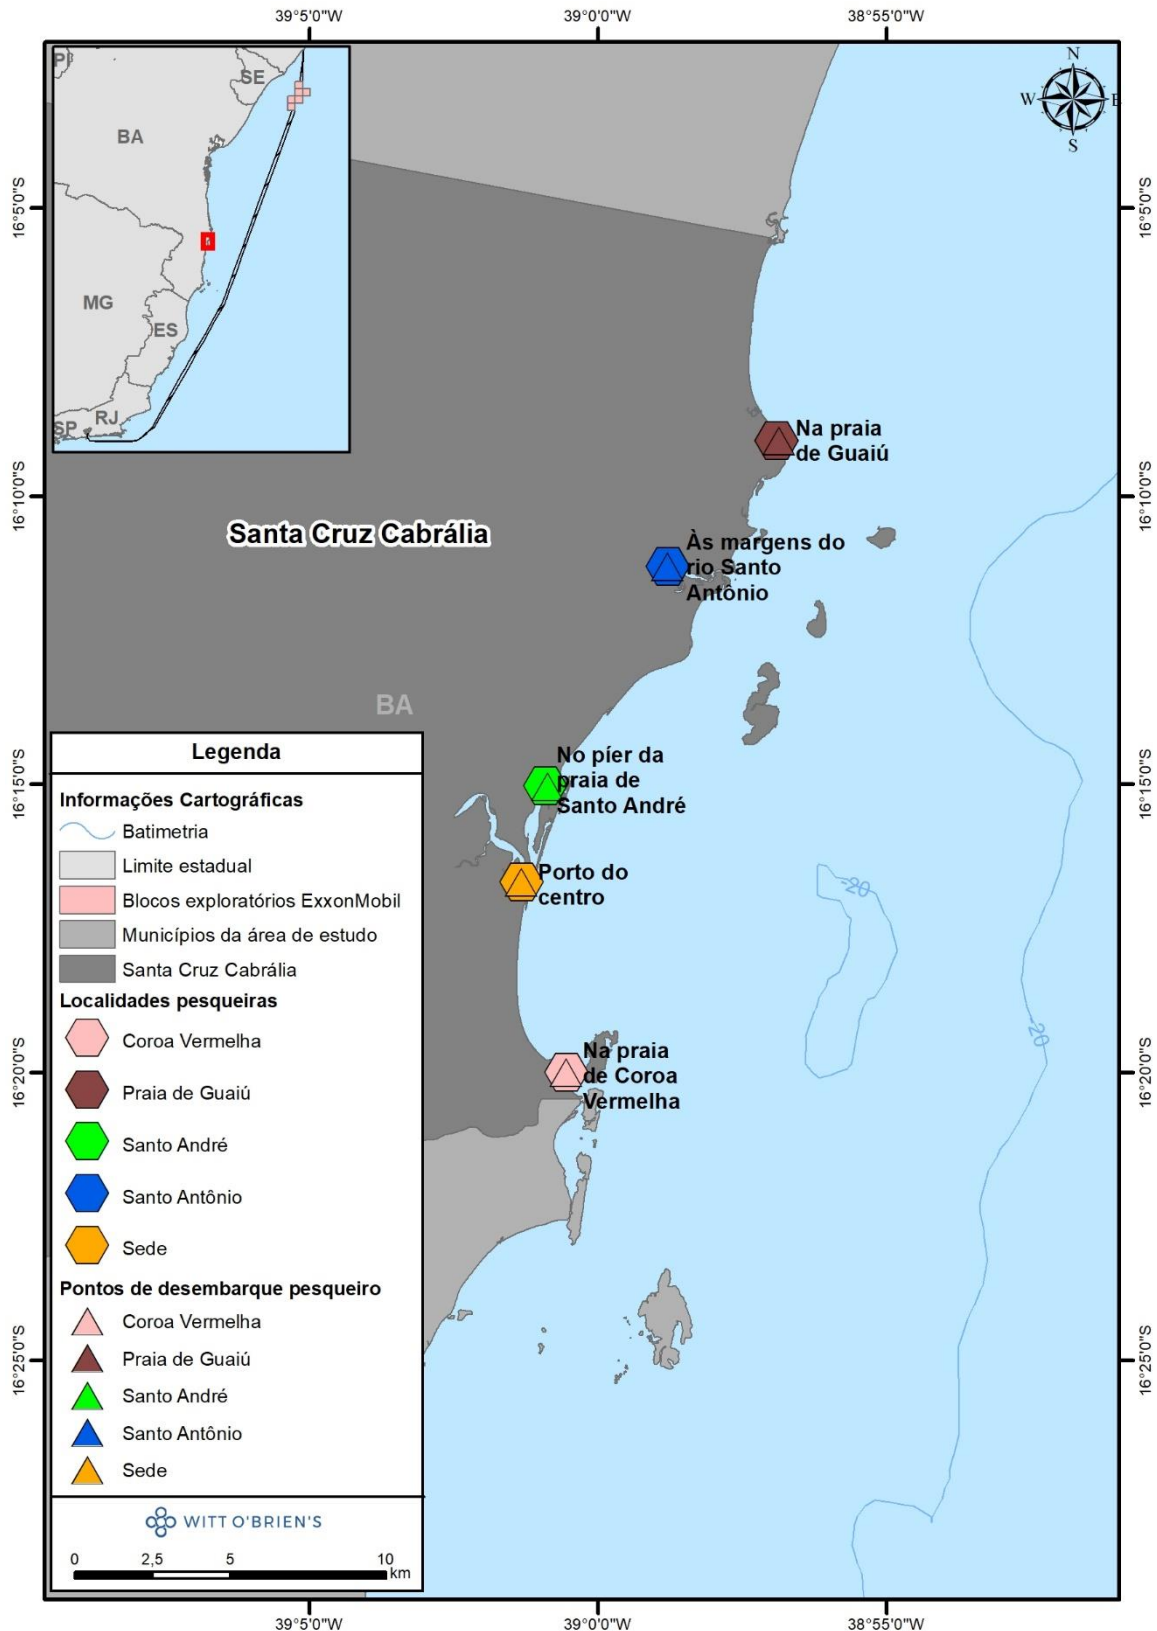 39°5'0"W
39°0'0"W
38°55'0"W
PI
SE
BA
MG
ES
RJ
SP
N
W
E
S
16°5'0"S
16°5'0"S
Na praia
de Guaiú
16°10'0"S
16°10'0"S
Santa Cruz Cabrália
Às margens do
rio Santo
Antônio
BA
No píer da
praia de
Santo André
16°15'0"S
16°15'0"S
Porto do
centro
-20
-20
Na praia
de Coroa
Vermelha
16°20'0"S
16°20'0"S
16°25'0"S
16°25'0"S
Legenda
Informações Cartográficas
Batimetria
Limite estadual
Blocos exploratórios ExxonMobil
Municípios da área de estudo
Santa Cruz Cabrália
Localidades pesqueiras
Coroa Vermelha
Praia de Guaiú
Santo André
Santo Antônio
Sede
Pontos de desembarque pesqueiro
Coroa Vermelha
Praia de Guaiú
Santo André
Santo Antônio
Sede
WITT O'BRIEN'S
0 2,5 5 10
km
39°5'0"W
39°0'0"W
38°55'0"W